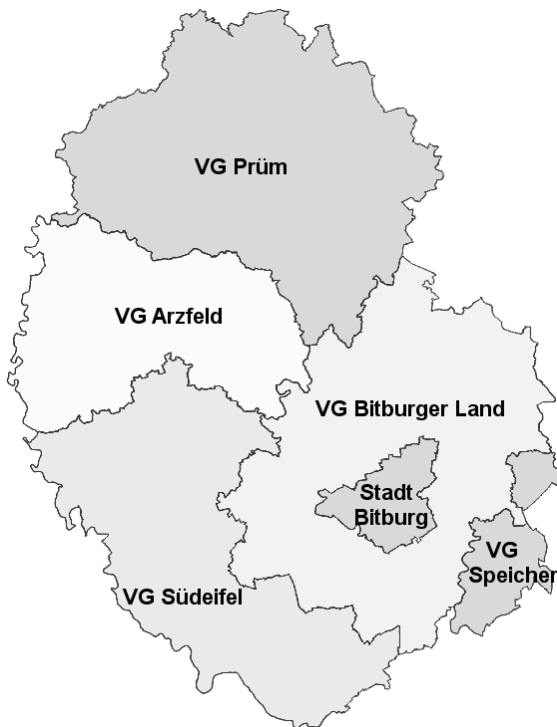 VG Prüm
VG Arzfeld
VG Bitburger Land
Stadt
Bitburg
VG
Speicher
VG Südeifel